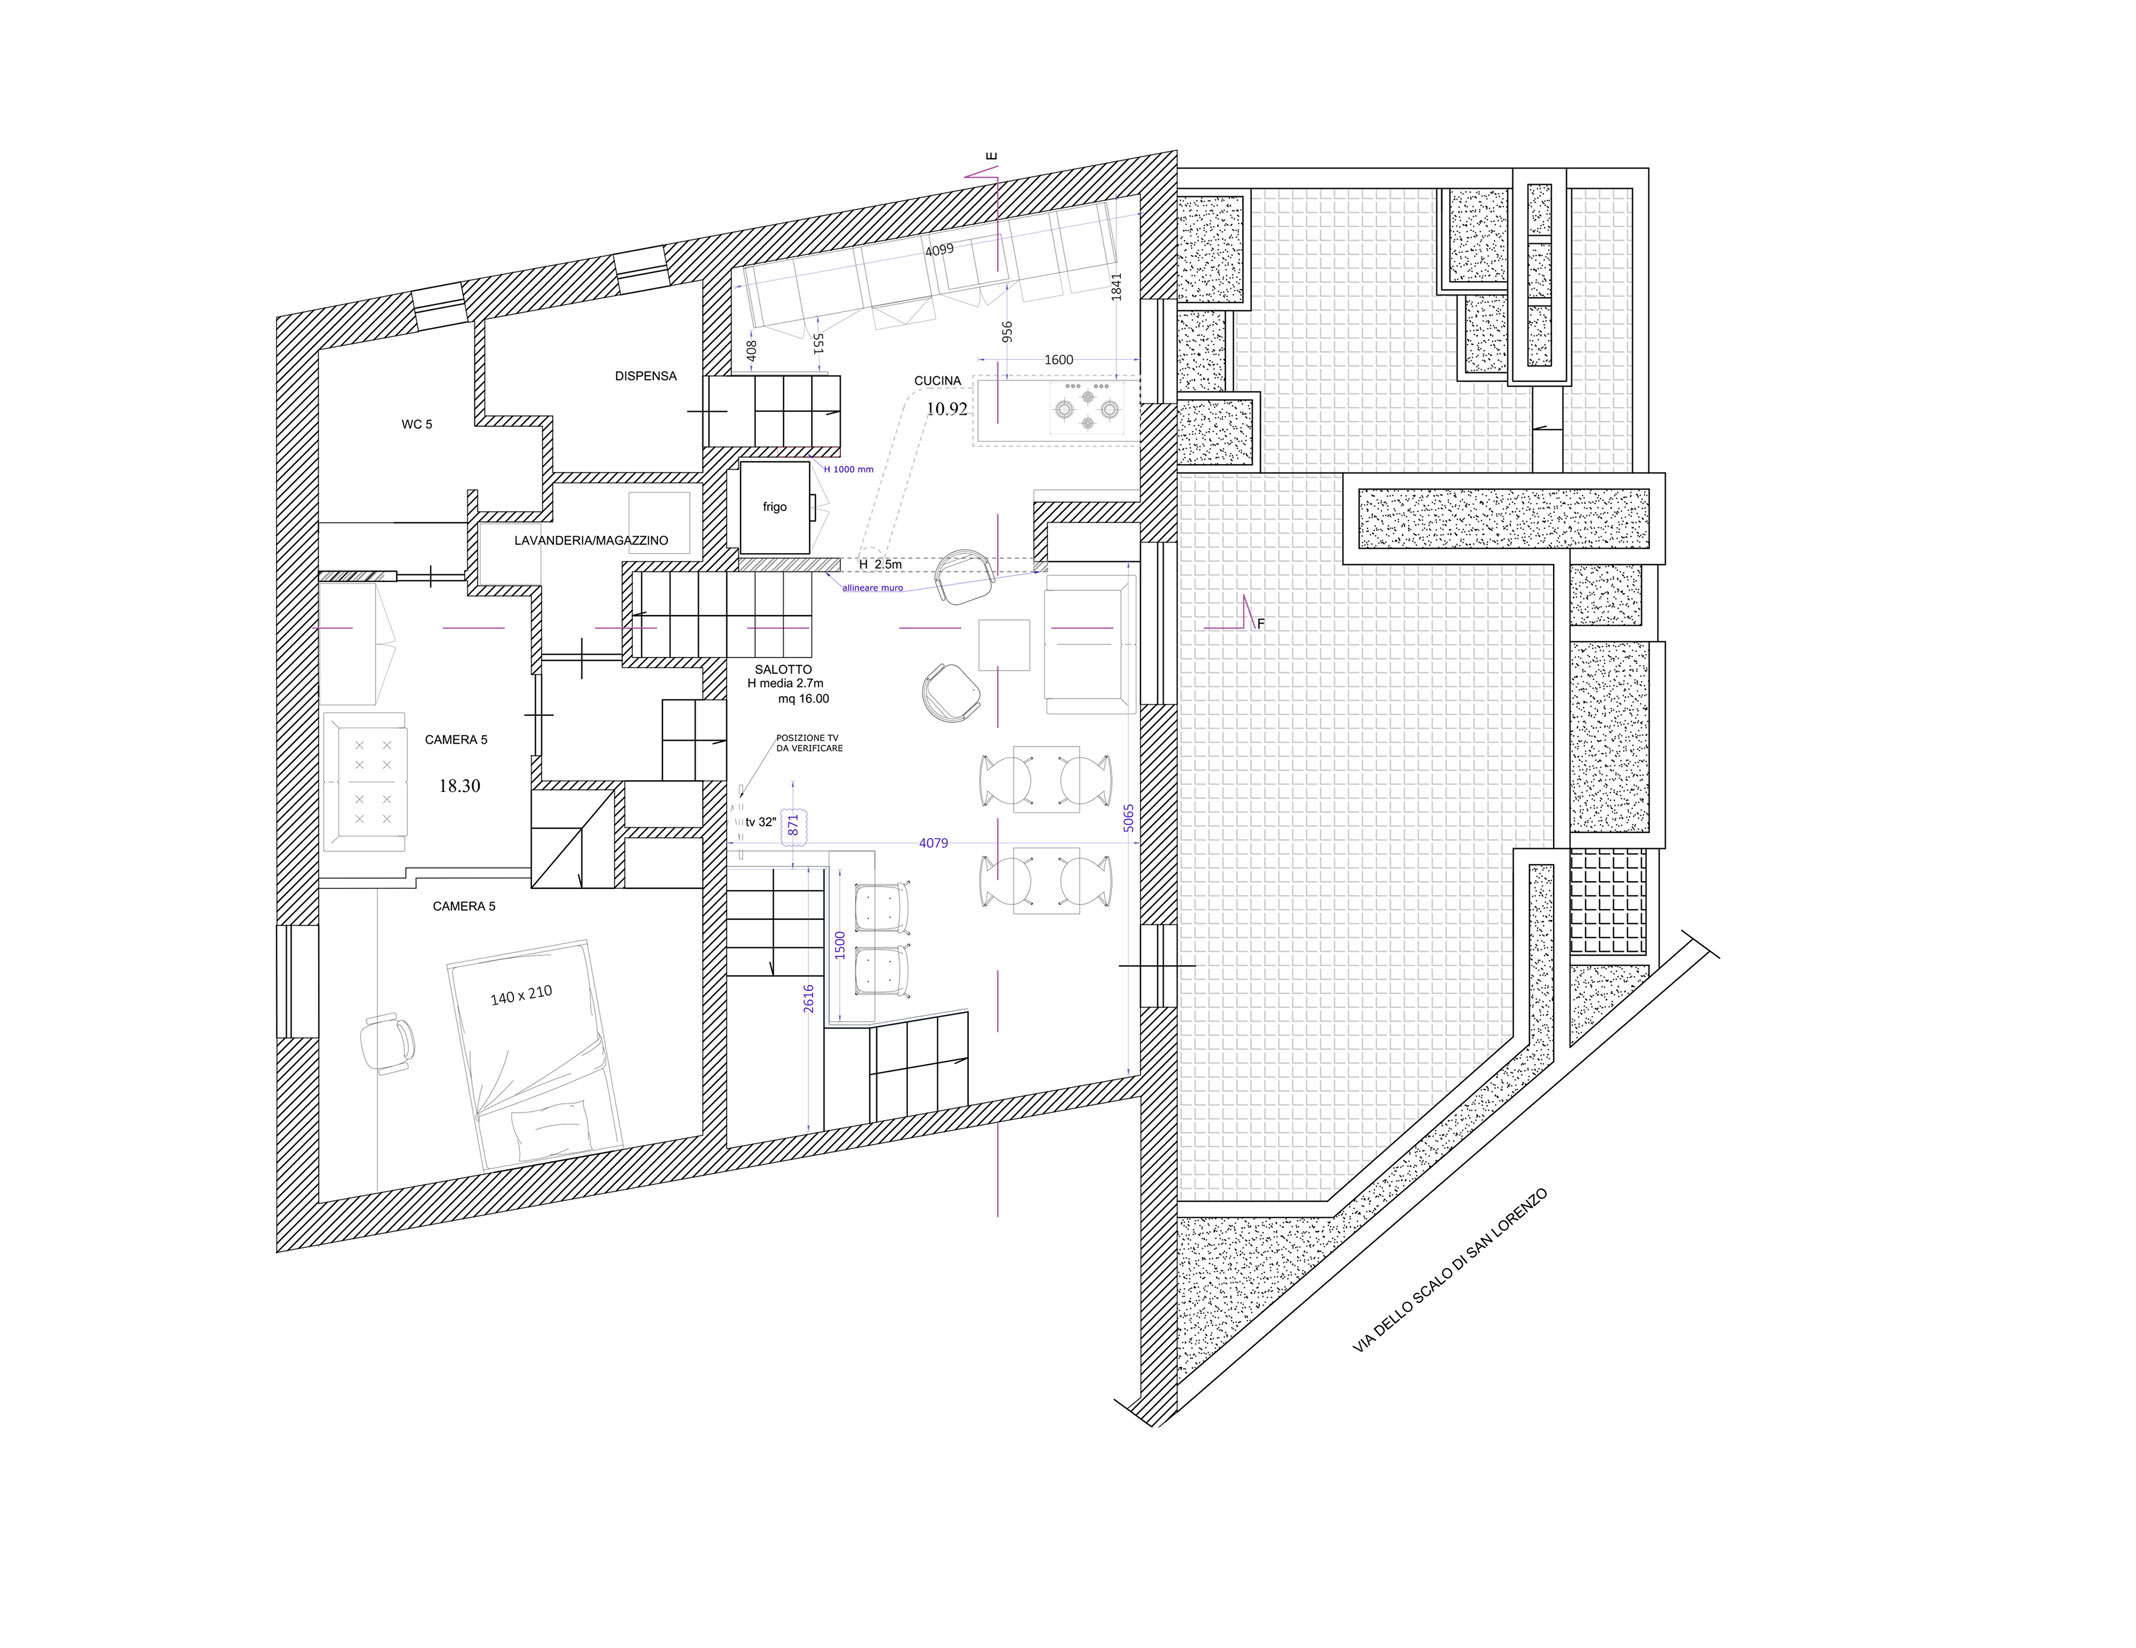 E
4099
1841
408
551
956
1600
DISPENSA
CUCINA
10.92
WC 5
H 1000 mm
frigo
LAVANDERIA/MAGAZZINO
H 2.5m
allineare muro
F
SALOTTO
H media 2.7m
mq 16.00
POSIZIONE TV
DA VERIFICARE
CAMERA 5
18.30
tv 32"
871
5065
4079
CAMERA 5
1500
2616
140 x 210
VIA DELLO SCALO DI SAN LORENZO